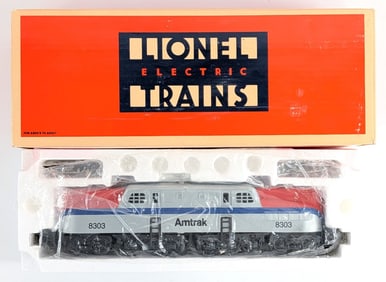 LIONEL
ELECTRIC
TRAINS
8303
Amtrak
8303